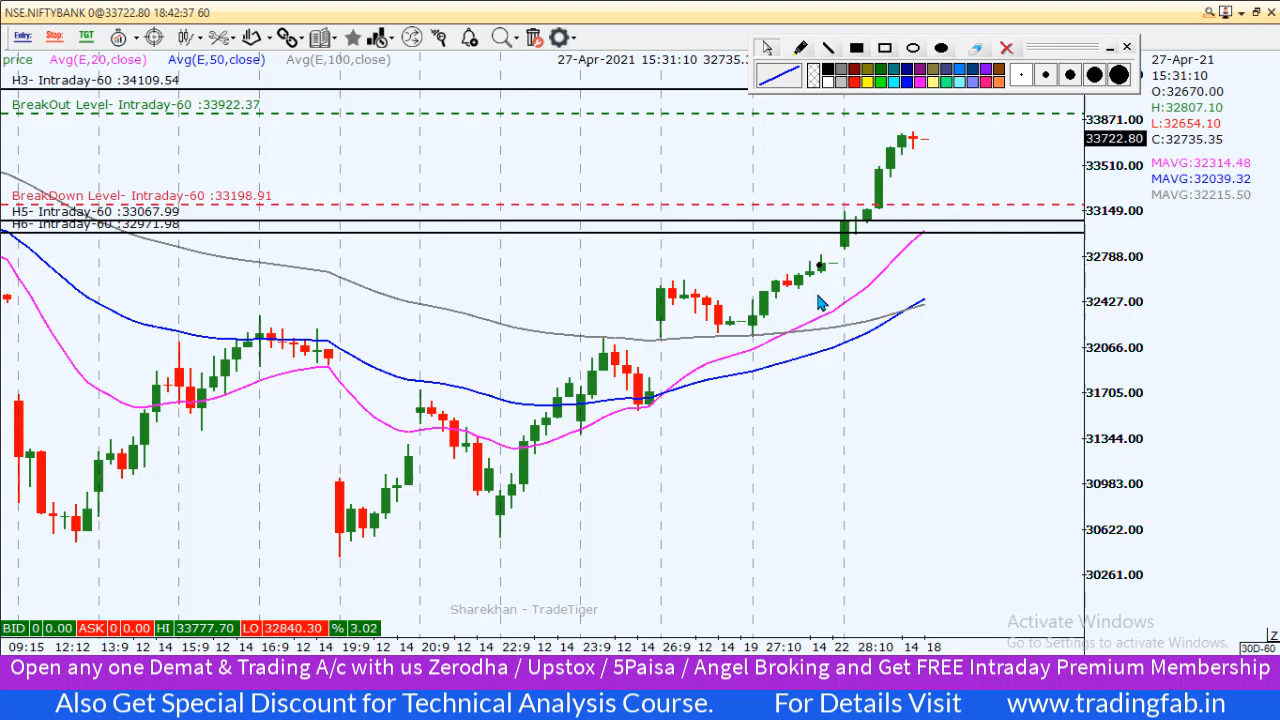 NSE.NIFTYBANK 0@33722.80 18:42:37 60
Entry: Stop: TGT
price Avg(E,20,close) Avg(E,50,close) Avg(E,100,close) 27-Apr-2021 15:31:10 32735.3
H3- Intraday-60 :34109.54
BreakOut Level- Intraday-60 :33922.37
BreakDown Level- Intraday-60 :33198.91
H5- Intraday-60 :33067.99
H6- Intraday-60 :32971.98
27-Apr-21
15:31:10
O:32670.00
H:32807.10
L:32654.10
C:32735.35
MAVG:32314.48
MAVG:32039.32
MAVG:32215.50
33871.00
33722.80
33510.00
33149.00
32788.00
32427.00
32066.00
31705.00
31344.00
30983.00
30622.00
30261.00
Sharekhan - TradeTiger
Activate Windows
Go to Settings to activate Windows.
BID 0 0.00 ASK 0 0.00 HI 33777.70 LO 32840.30 % 3.02
Z
09:15 12:12 13:9 12 14 15:9 12 14 16:9 12 14 19:9 12 14 20:9 12 14 22:9 12 14 23:9 12 14 26:9 12 14 19 27:10 14 22 28:10 14 18 30D-60
Open any one Demat & Trading A/c with us Zerodha / Upstox / 5Paisa / Angel Broking and Get FREE Intraday Premium Membership
Also Get Special Discount for Technical Analysis Course. For Details Visit www.tradingfab.in